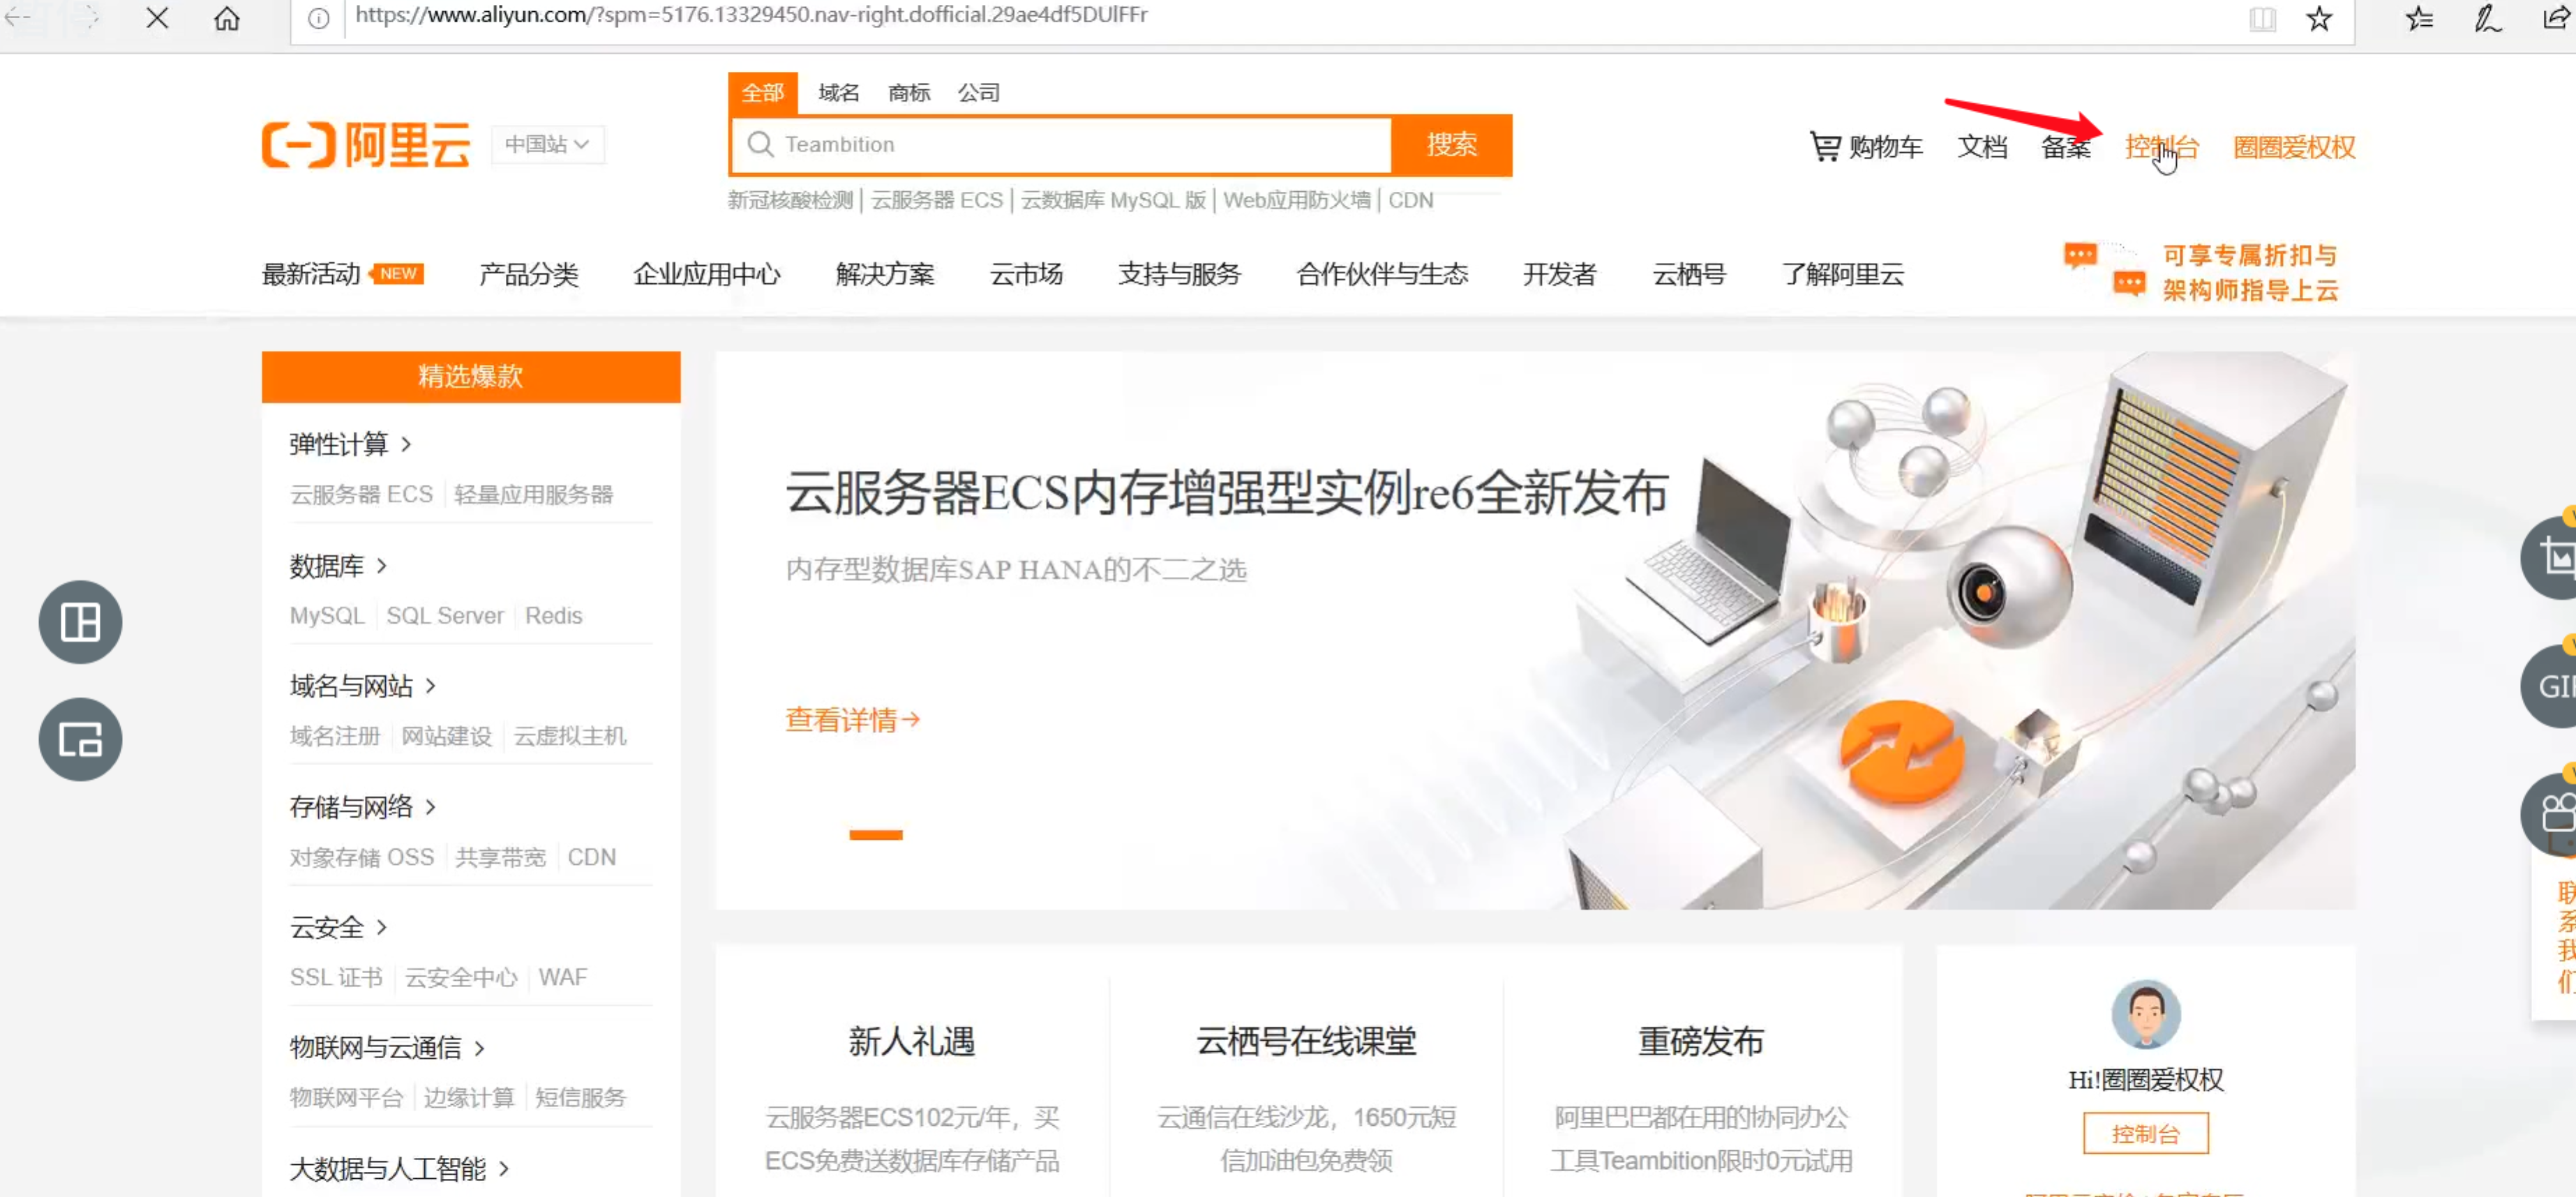 https://www.aliyun.com/?spm=5176.13329450.nav-right.dofficial.29ae4df5DUlFFr
全部 域名 商标 公司
阿里云 中国站 Teambition 搜索 购物车 文档 备案 控制台 圈圈爱权权
新冠核酸检测 | 云服务器 ECS | 云数据库 MySQL 版 | Web应用防火墙 | CDN
最新活动 NEW 产品分类 企业应用中心 解决方案 云市场 支持与服务 合作伙伴与生态 开发者 云栖号 了解阿里云
可享专属折扣与
架构师指导上云
精选爆款
弹性计算 >
云服务器 ECS 轻量应用服务器
数据库 >
MySQL SQL Server Redis
域名与网站 >
域名注册 网站建设 云虚拟主机
存储与网络 >
对象存储 OSS 共享带宽 CDN
云安全 >
SSL 证书 云安全中心 WAF
物联网与云通信 >
物联网平台 边缘计算 短信服务
大数据与人工智能 >
云服务器ECS内存增强型实例re6全新发布
内存型数据库SAP HANA的不二之选
查看详情→
新人礼遇
云服务器ECS102元/年，买
ECS免费送数据库存储产品
云栖号在线课堂
云通信在线沙龙，1650元短
信加油包免费领
重磅发布
阿里巴巴都在用的协同办公
工具Teambition限时0元试用
Hi!圈圈爱权权
控制台
联
系
我
们